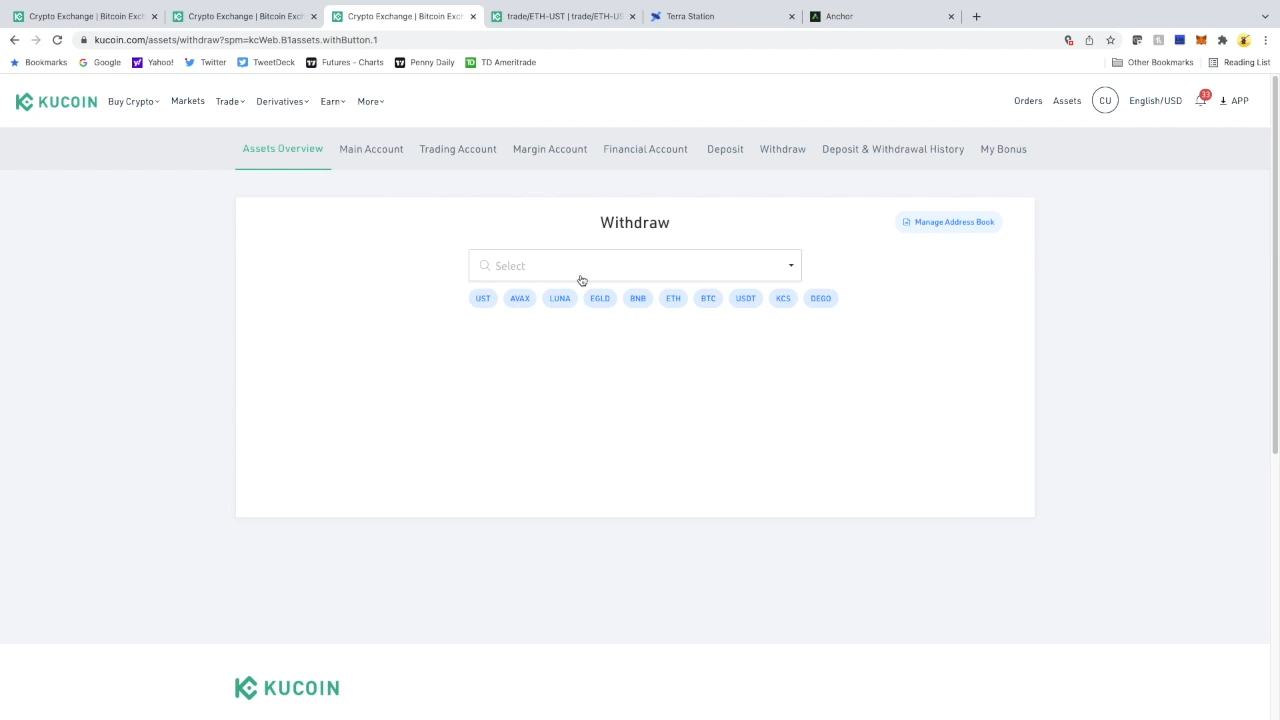 Crypto Exchange | Bitcoin Exch
Crypto Exchange | Bitcoin Exch
Crypto Exchange | Bitcoin Exc
trade/ETH-UST | trade/ETH-US
Terra Station
Anchor
kucoin.com/assets/withdraw?spm=kcWeb.B1assets.withButton.1
Bookmarks
Google
Yahoo!
Twitter
TweetDeck
Futures - Charts
Penny Daily
TD Ameritrade
Other Bookmarks
Reading List
KUCOIN
Buy Crypto
Markets
Trade
Derivatives
Earn
More
Orders
Assets
CU
English/USD
33
APP
Assets Overview
Main Account
Trading Account
Margin Account
Financial Account
Deposit
Withdraw
Deposit & Withdrawal History
My Bonus
Withdraw
Manage Address Book
Select
UST
AVAX
LUNA
EGLD
BNB
ETH
BTC
USDT
KCS
DEGO
KUCOIN